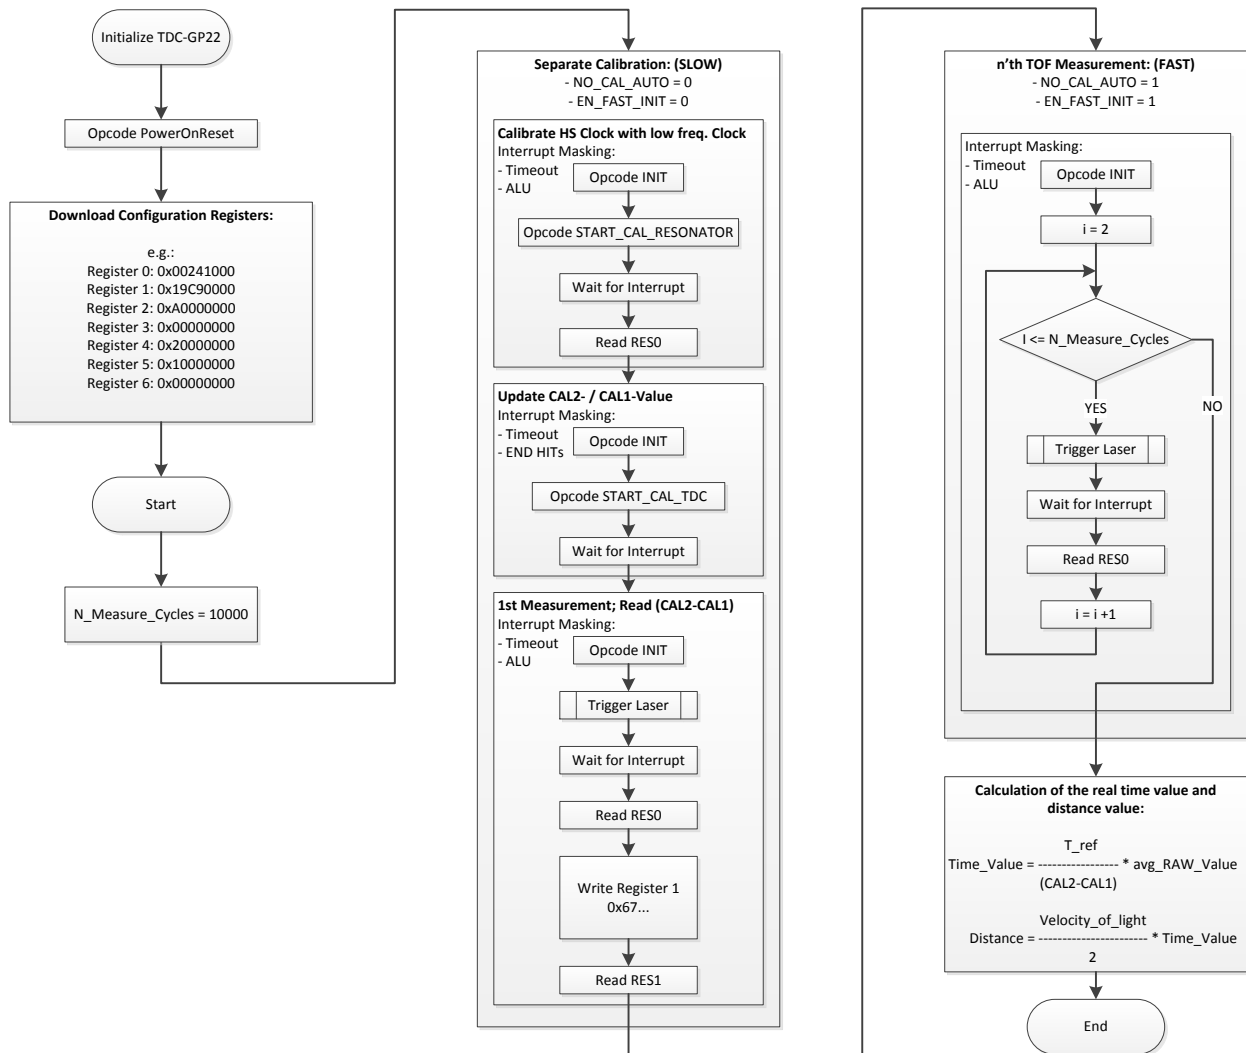 Initialize TDC-GP22
Opcode PowerOnReset
Download Configuration Registers:
e.g.:
Register 0: 0x00241000
Register 1: 0x19C90000
Register 2: 0xA0000000
Register 3: 0x00000000
Register 4: 0x20000000
Register 5: 0x10000000
Register 6: 0x00000000
Start
N_Measure_Cycles = 10000
Separate Calibration: (SLOW)
- NO_CAL_AUTO = 0
- EN_FAST_INIT = 0
Calibrate HS Clock with low freq. Clock
Interrupt Masking:
- Timeout
- ALU
Opcode INIT
Opcode START_CAL_RESONATOR
Wait for Interrupt
Read RES0
Update CAL2- / CAL1-Value
Interrupt Masking:
- Timeout
- END HITs
Opcode INIT
Opcode START_CAL_TDC
Wait for Interrupt
1st Measurement; Read (CAL2-CAL1)
Interrupt Masking:
- Timeout
- ALU
Opcode INIT
Trigger Laser
Wait for Interrupt
Read RES0
Write Register 1
0x67...
Read RES1
n'th TOF Measurement: (FAST)
- NO_CAL_AUTO = 1
- EN_FAST_INIT = 1
Interrupt Masking:
- Timeout
- ALU
Opcode INIT
i = 2
I <= N_Measure_Cycles
YES
NO
Trigger Laser
Wait for Interrupt
Read RES0
i = i +1
Calculation of the real time value and
distance value:
T_ref
Time_Value = ----------------- * avg_RAW_Value
(CAL2-CAL1)
Velocity_of_light
Distance = ------------------------ * Time_Value
2
End